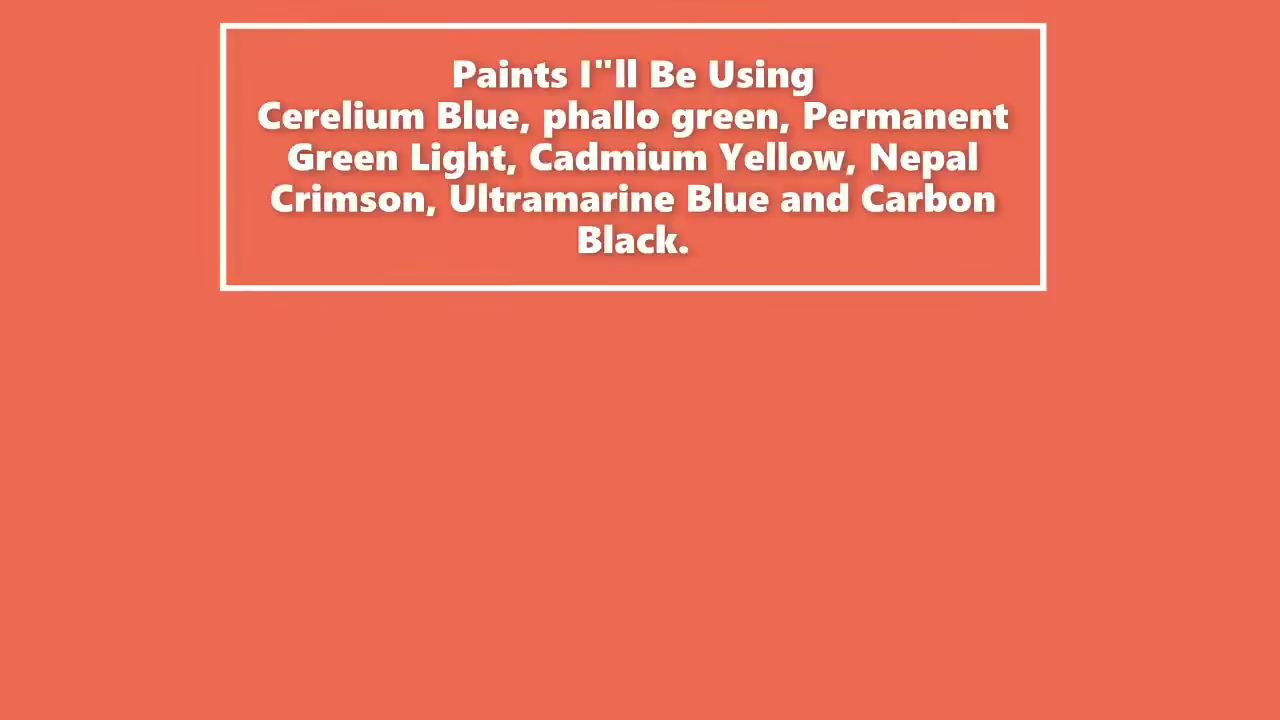 Paints I"ll Be Using
Cerelium Blue, phallo green, Permanent
Green Light, Cadmium Yellow, Nepal
Crimson, Ultramarine Blue and Carbon
Black.